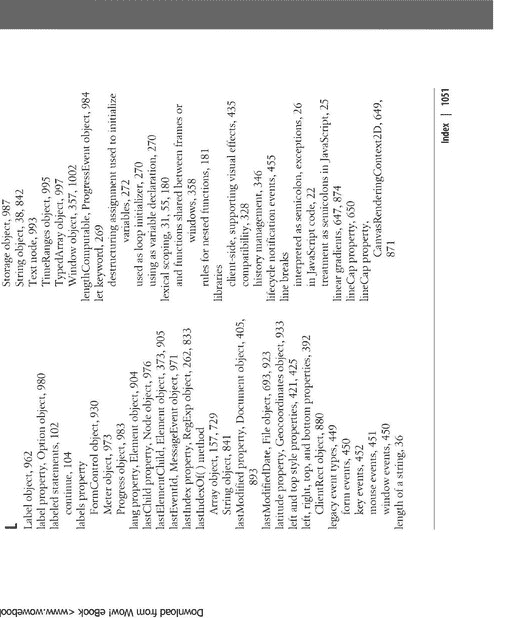 L
Label object, 962
label property, Option object, 980
labeled statements, 102
continue, 104
labels property
FormControl object, 930
Meter object, 973
Progress object, 983
lang property, Element object, 904
lastChild property, Node object, 976
lastElementChild, Element object, 373, 905
lastEventId, MessageEvent object, 971
lastIndex property, RegExp object, 262, 833
lastIndexOf( ) method
Array object, 157, 729
String object, 841
lastModified property, Document object, 405,
893
lastModifiedDate, File object, 693, 923
latitude property, Geocoordinates object, 933
left and top style properties, 421, 425
left, right, top, and bottom properties, 392
ClientRect object, 880
legacy event types, 449
form events, 450
key events, 452
mouse events, 451
window events, 450
length of a string, 36
Storage object, 987
String object, 38, 842
Text node, 993
TimeRanges object, 995
TypedArray object, 997
Window object, 357, 1002
lengthComputable, ProgressEvent object, 984
let keyword, 269
destructuring assignment used to initialize
variables, 272
used as loop initializer, 270
using as variable declaration, 270
lexical scoping, 31, 55, 180
and functions shared between frames or
windows, 358
rules for nested functions, 181
libraries
client-side, supporting visual effects, 435
compatibility, 328
history management, 346
lifecycle notification events, 455
line breaks
interpreted as semicolon, exceptions, 26
in JavaScript code, 22
treatment as semicolons in JavaScript, 25
linear gradients, 647, 874
lineCap property, 650
lineCap property,
CanvasRenderingContext2D, 649,
871
Index | 1051
Download from Wow! eBook <www.wowebook